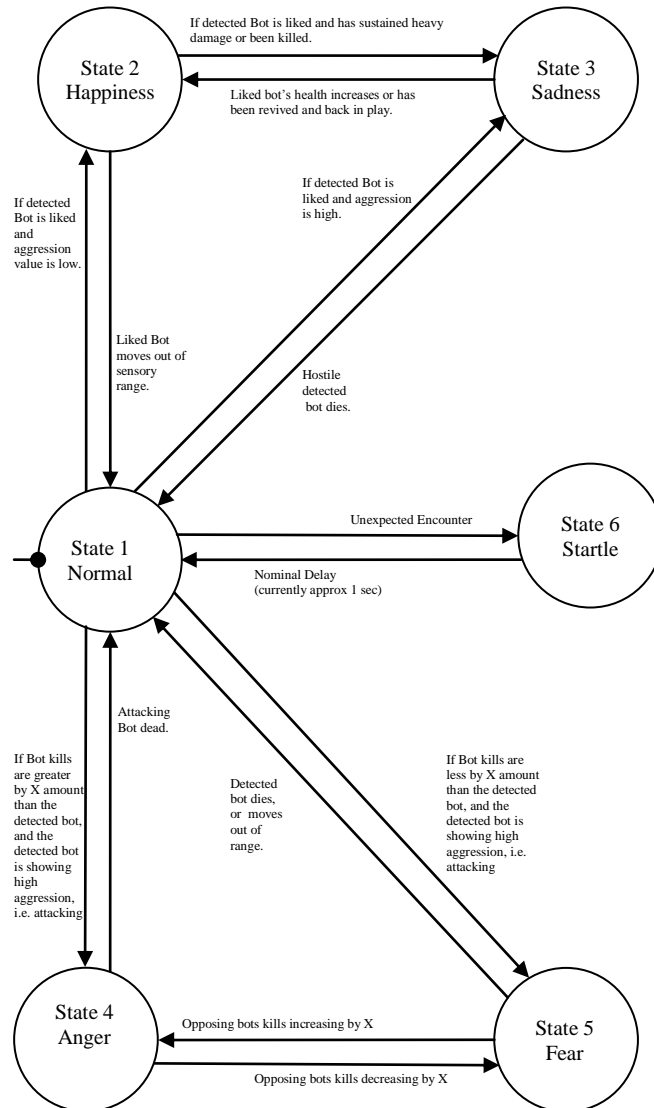 If detected Bot is liked and has sustained heavy
damage or been killed.
State 2
Happiness
State 3
Sadness
Liked bot's health increases or has
been revived and back in play.
If detected Bot is
liked and
aggression
is high.
If detected
Bot is liked
and
aggression
value is low.
Liked Bot
moves out of
sensory
range.
Hostile
detected
bot dies.
Unexpected Encounter
State 6
Startle
State 1
Normal
Nominal Delay
(currently approx 1 sec)
Attacking
Bot dead.
If Bot kills
are greater
by X amount
than the
detected bot,
and the
detected bot
is showing
high
aggression,
i.e. attacking
Detected
bot dies,
or moves
out of
range.
If Bot kills are
less by X amount
than the detected
bot, and the
detected bot is
showing high
aggression, i.e.
attacking
State 4
Anger
Opposing bots kills increasing by X
State 5
Fear
Opposing bots kills decreasing by X